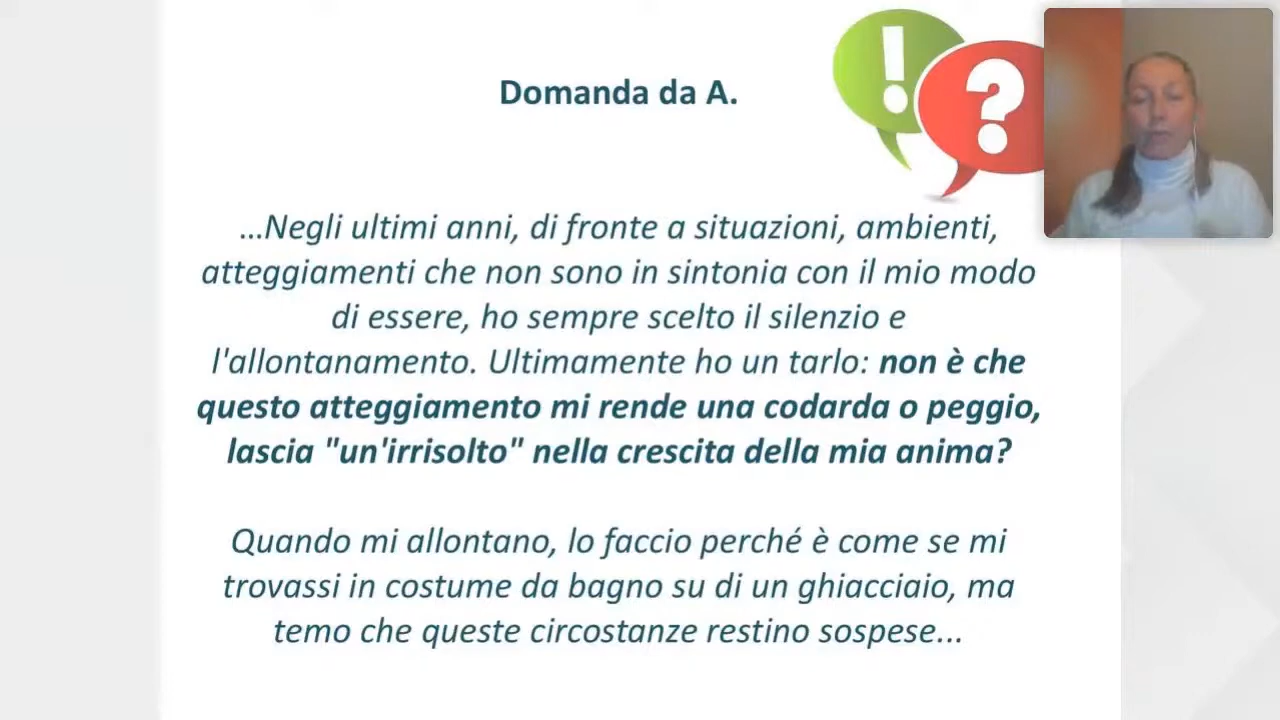 Domanda da A.
...Negli ultimi anni, di fronte a situazioni, ambienti,
atteggiamenti che non sono in sintonia con il mio modo
di essere, ho sempre scelto il silenzio e
l'allontanamento. Ultimamente ho un tarlo: non è che
questo atteggiamento mi rende una codarda o peggio,
lascia "un'irrisolto" nella crescita della mia anima?
Quando mi allontano, lo faccio perché è come se mi
trovassi in costume da bagno su di un ghiacciaio, ma
temo che queste circostanze restino sospese...